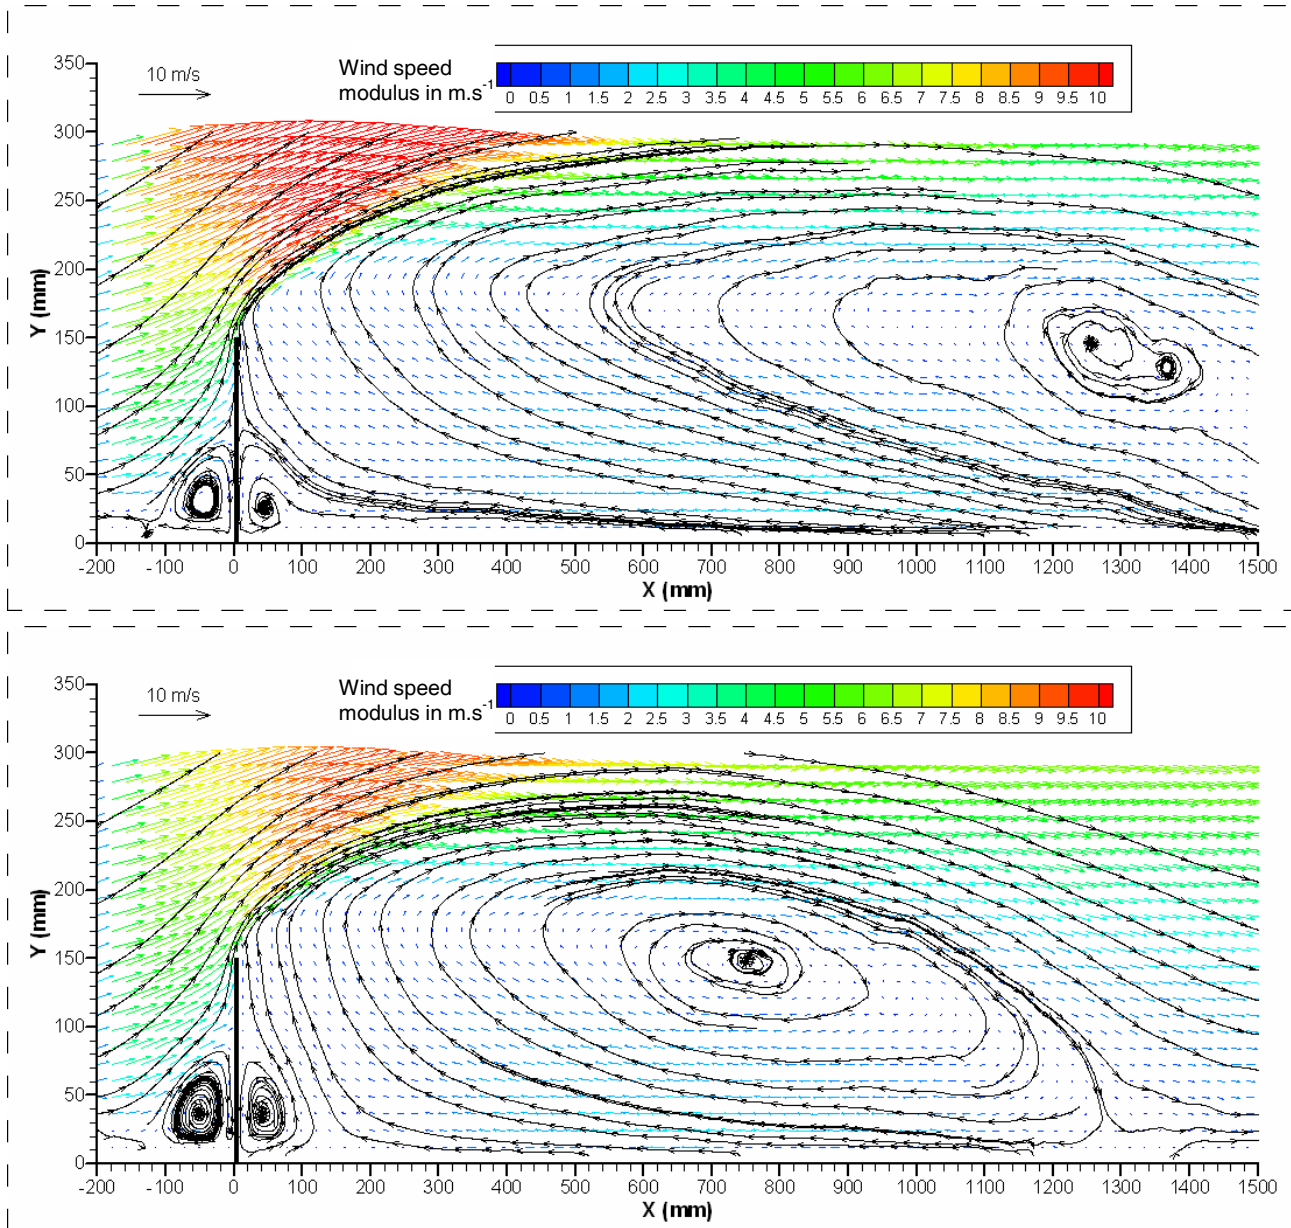 350
10 m/s
Wind speed
modulus in m.s-1
0 0.5 1 1.5 2 2.5 3 3.5 4 4.5 5 5.5 6 6.5 7 7.5 8 8.5 9 9.5 10
300
250
200
Y (mm)
150
100
50
0
-200 -100 0 100 200 300 400 500 600 700 800 900 1000 1100 1200 1300 1400 1500
X (mm)
350
10 m/s
Wind speed
modulus in m.s-1
0 0.5 1 1.5 2 2.5 3 3.5 4 4.5 5 5.5 6 6.5 7 7.5 8 8.5 9 9.5 10
300
250
200
Y (mm)
150
100
50
0
-200 -100 0 100 200 300 400 500 600 700 800 900 1000 1100 1200 1300 1400 1500
X (mm)